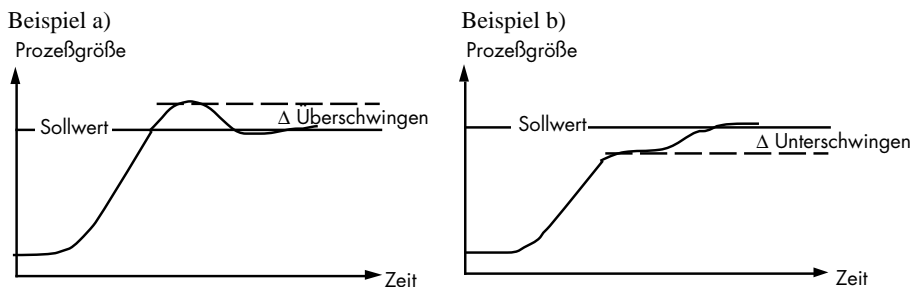 Beispiel a)
Prozeßgröße
Sollwert
Δ Überschwingen
Zeit
Beispiel b)
Prozeßgröße
Sollwert
Δ Unterschwingen
Zeit